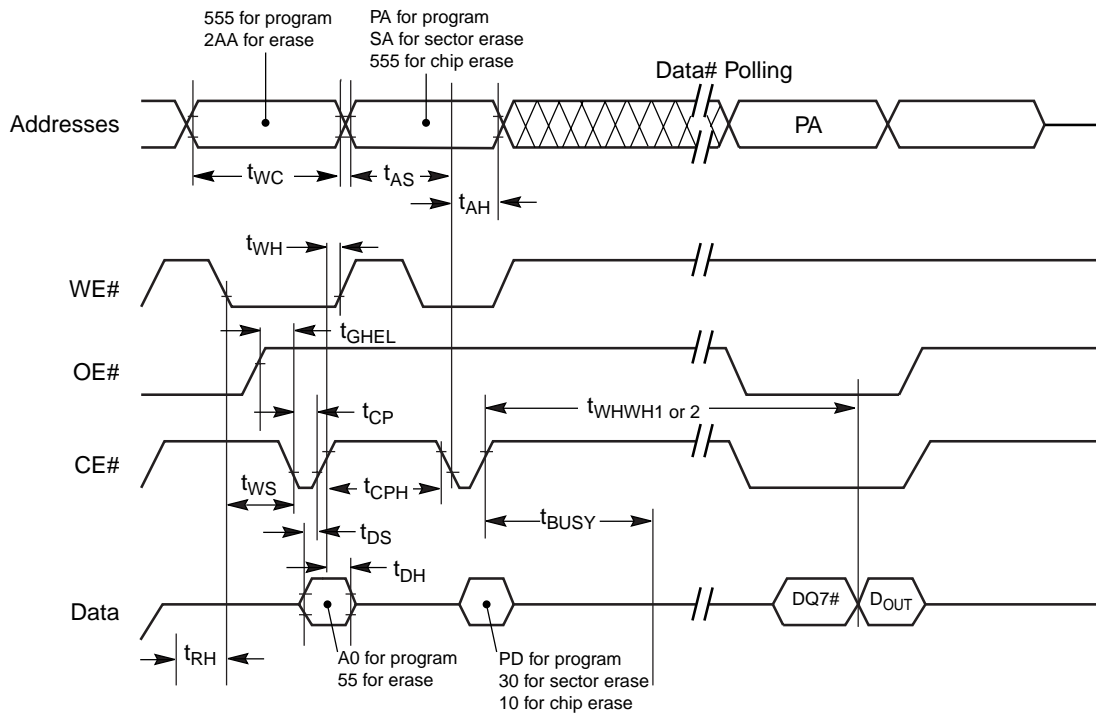 555 for program
2AA for erase
PA for program
SA for sector erase
555 for chip erase
Data# Polling
Addresses
PA
tWC
tAS
tAH
tWH
WE#
tGHEL
OE#
tCP
tWHWH1 or 2
CE#
tWS
tCPH
tBUSY
tDS
tDH
Data
DQ7#
DOUT
tRH
A0 for program
55 for erase
PD for program
30 for sector erase
10 for chip erase